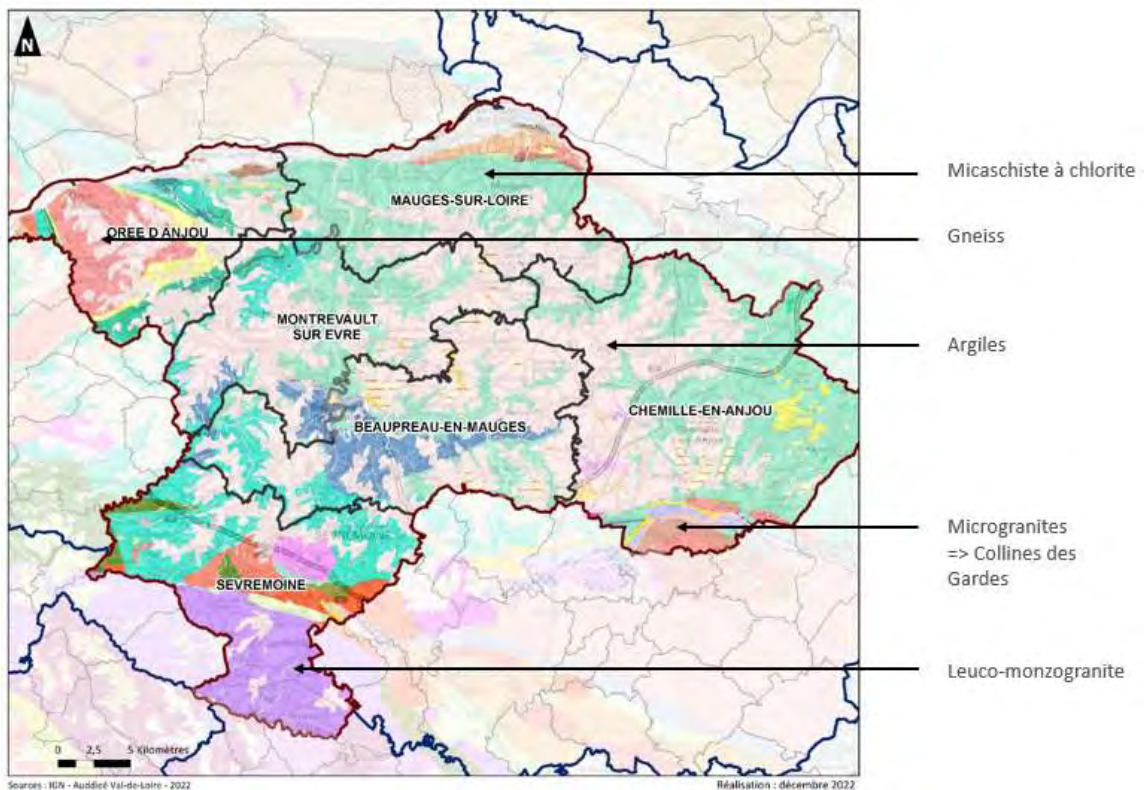 N
Micaschiste à chlorite
MAUGES-SUR-LOIRE
OREE D'ANJOU
Gneiss
MONTREVAULT
SUR EVRE
Argiles
CHEMILLE-EN-ANJOU
BEAUPREAU-EN-MAUGES
Microgranites
=> Collines des
Gardes
SEVREMOINE
Leuco-monzogranite
0 2,5 5 Kilomètres
Sources : IGN - Auddicé Val-de-Loire - 2022
Réalisation : décembre 2022